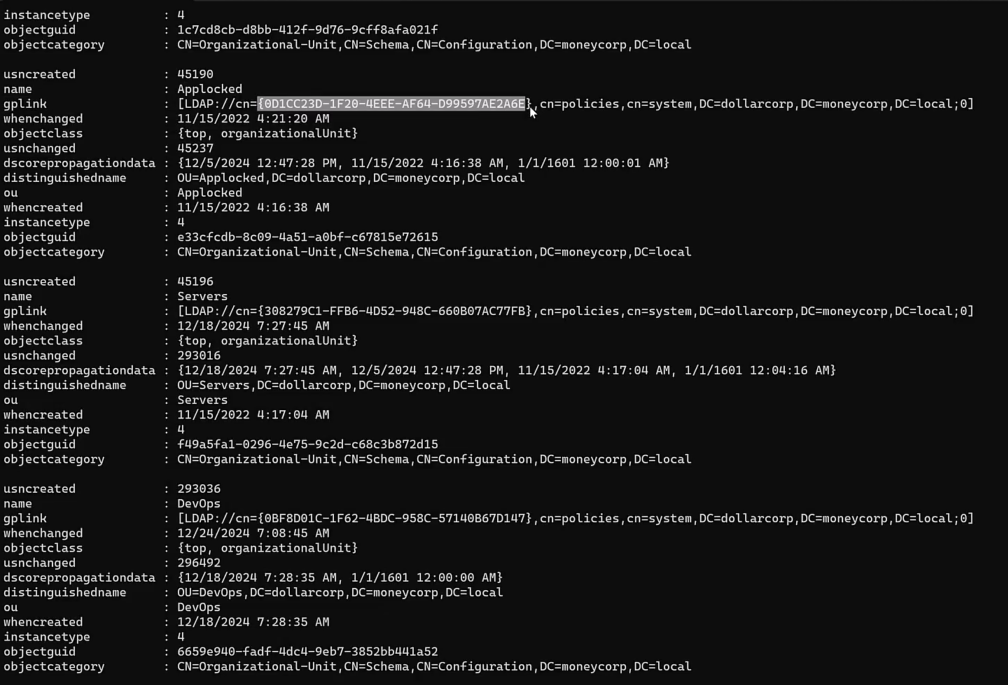 instancetype : 4
objectguid : 1c7cd8cb-d8bb-412f-9d76-9cff8afa021f
objectcategory : CN=Organizational-Unit,CN=Schema,CN=Configuration,DC=moneycorp,DC=local
usncreated : 45190
name : Applocked
gplink : [LDAP://cn={0D1CC23D-1F20-4EEE-AF64-D99597AE2A6E},cn=policies,cn=system,DC=dollarcorp,DC=moneycorp,DC=local;0]
whenchanged : 11/15/2022 4:21:20 AM
objectclass : {top, organizationalUnit}
usnchanged : 45237
dscorepropagationdata : {12/5/2024 12:47:28 PM, 11/15/2022 4:16:38 AM, 1/1/1601 12:00:01 AM}
distinguishedname : OU=Applocked,DC=dollarcorp,DC=moneycorp,DC=local
ou : Applocked
whencreated : 11/15/2022 4:16:38 AM
instancetype : 4
objectguid : e33cfcdb-8c09-4a51-a0bf-c67815e72615
objectcategory : CN=Organizational-Unit,CN=Schema,CN=Configuration,DC=moneycorp,DC=local
usncreated : 45196
name : Servers
gplink : [LDAP://cn={308279C1-FFB6-4D52-948C-660B07AC77FB},cn=policies,cn=system,DC=dollarcorp,DC=moneycorp,DC=local;0]
whenchanged : 12/18/2024 7:27:45 AM
objectclass : {top, organizationalUnit}
usnchanged : 293016
dscorepropagationdata : {12/18/2024 7:27:45 AM, 12/5/2024 12:47:28 PM, 11/15/2022 4:17:04 AM, 1/1/1601 12:04:16 AM}
distinguishedname : OU=Servers,DC=dollarcorp,DC=moneycorp,DC=local
ou : Servers
whencreated : 11/15/2022 4:17:04 AM
instancetype : 4
objectguid : f49a5fa1-0296-4e75-9c2d-c68c3b872d15
objectcategory : CN=Organizational-Unit,CN=Schema,CN=Configuration,DC=moneycorp,DC=local
usncreated : 293036
name : DevOps
gplink : [LDAP://cn={0BF8D01C-1F62-4BDC-958C-57140B67D147},cn=policies,cn=system,DC=dollarcorp,DC=moneycorp,DC=local;0]
whenchanged : 12/24/2024 7:08:45 AM
objectclass : {top, organizationalUnit}
usnchanged : 296492
dscorepropagationdata : {12/18/2024 7:28:35 AM, 1/1/1601 12:00:00 AM}
distinguishedname : OU=DevOps,DC=dollarcorp,DC=moneycorp,DC=local
ou : DevOps
whencreated : 12/18/2024 7:28:35 AM
instancetype : 4
objectguid : 6659e940-fadf-4dc4-9eb7-3852bb441a52
objectcategory : CN=Organizational-Unit,CN=Schema,CN=Configuration,DC=moneycorp,DC=local